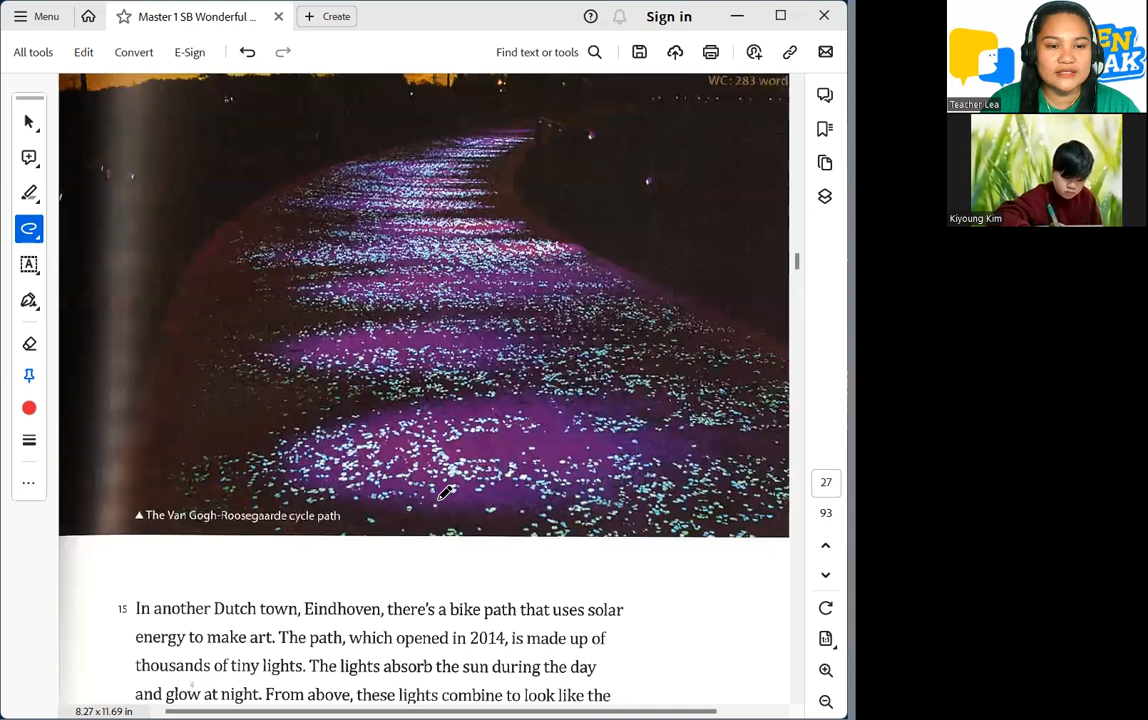 Menu
Master 1 SB Wonderful ...
Create
Sign in
All tools
Edit
Convert
E-Sign
Find text or tools
WC: 283 word
▲ The Van Gogh-Roosegaarde cycle path
15 In another Dutch town, Eindhoven, there's a bike path that uses solar
energy to make art. The path, which opened in 2014, is made up of
thousands of tiny lights. The lights absorb the sun during the day
and glow at night. From above, these lights combine to look like the
8.27 x 11.69 in
27
93
EN
EAK
Teacher Lea
Kiyoung Kim